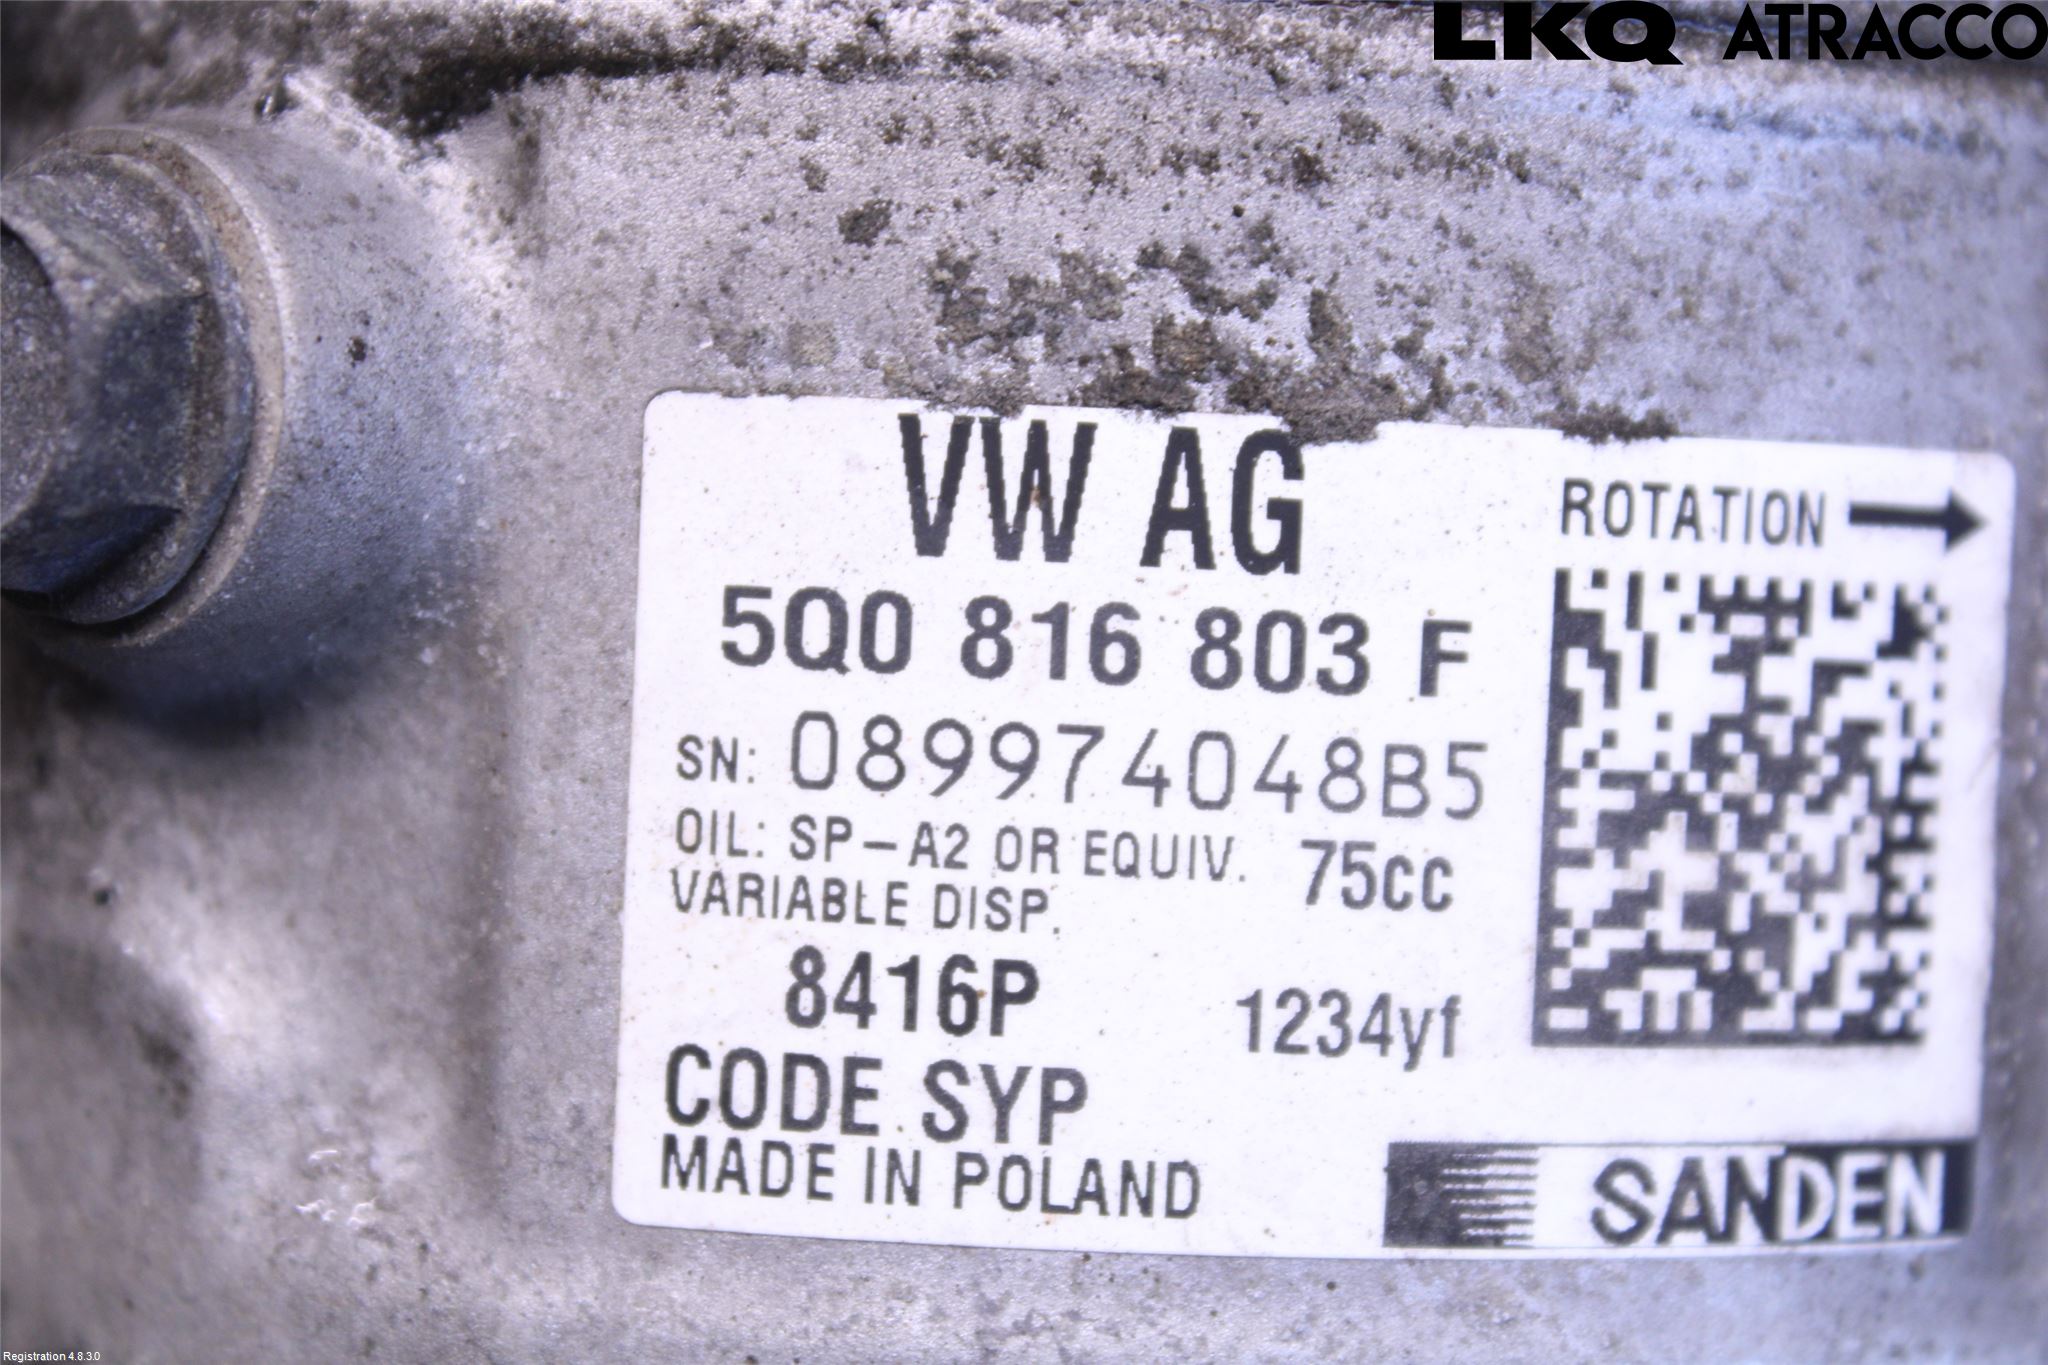 LKQ ATRACCO
VW AG
ROTATION
5Q0 816 803 F
SN: 089974048B5
OIL: SP-A2 OR EQUIV. 75cc
VARIABLE DISP.
8416P 1234yf
CODE SYP
MADE IN POLAND
SANDEN
Registration 4.8.3.0